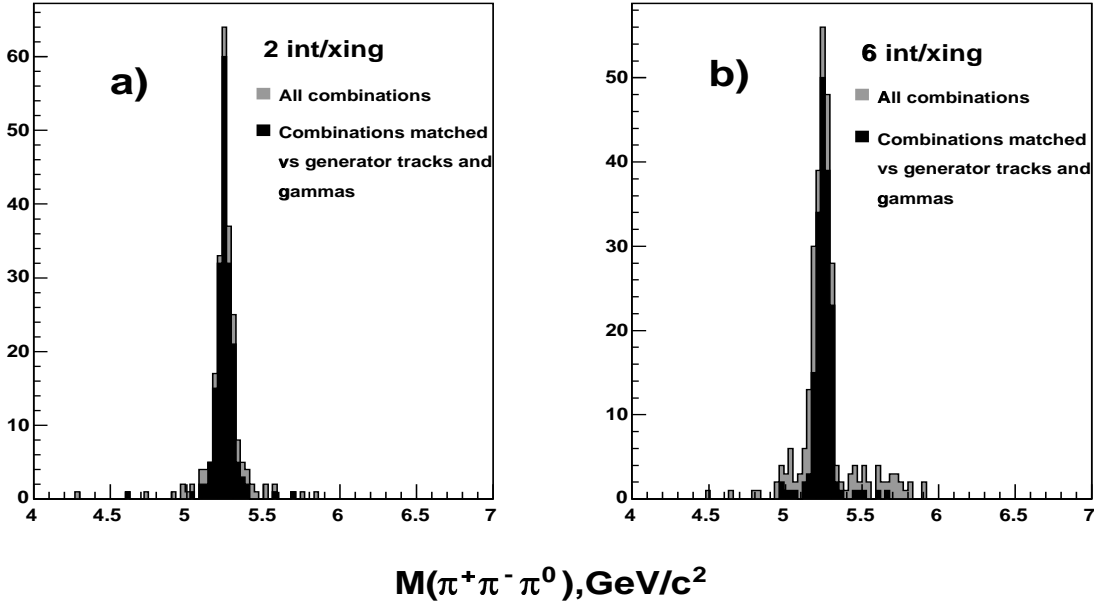 2 int/xing
a)
All combinations
Combinations matched
vs generator tracks and
gammas
60
50
40
30
20
10
0
4 4.5 5 5.5 6 6.5 7
6 int/xing
b)
All combinations
Combinations matched
vs generator tracks and
gammas
50
40
30
20
10
0
4 4.5 5 5.5 6 6.5 7
M(π⁺π⁻π⁰),GeV/c²